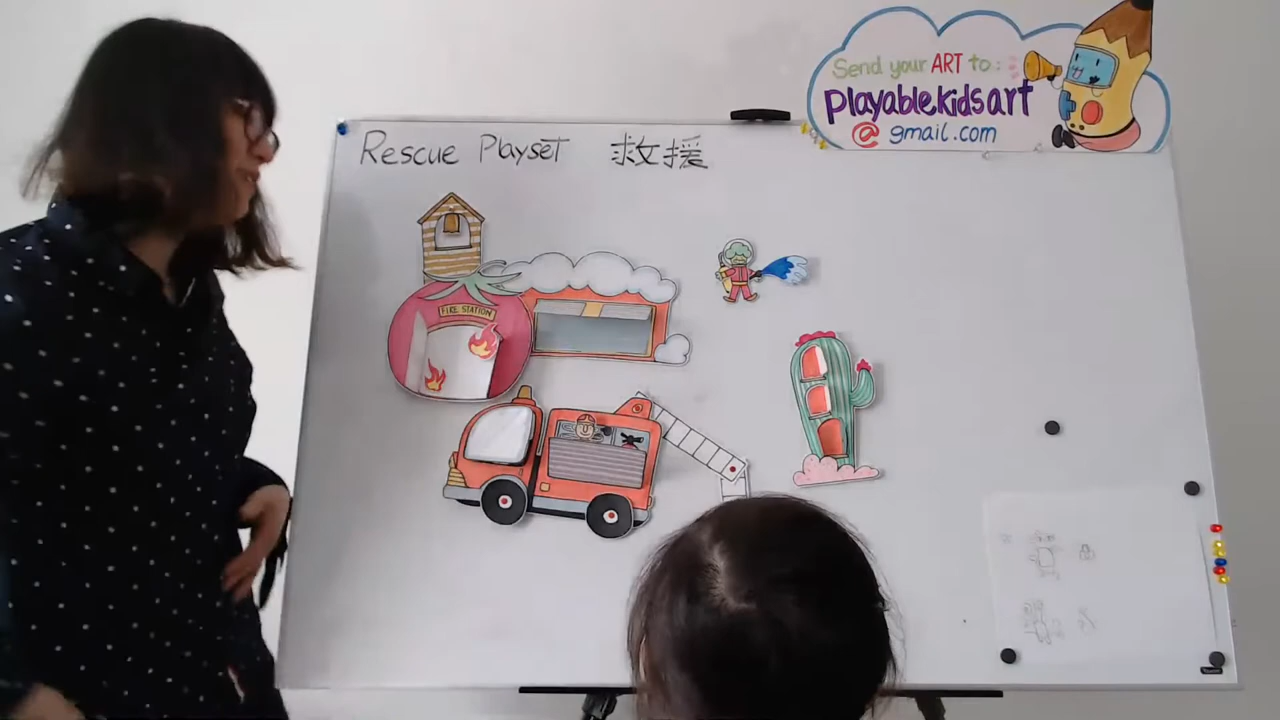 Send your ART to:
Playablekidsart
@gmail.com
Rescue Playset 救援
FIRE STATION